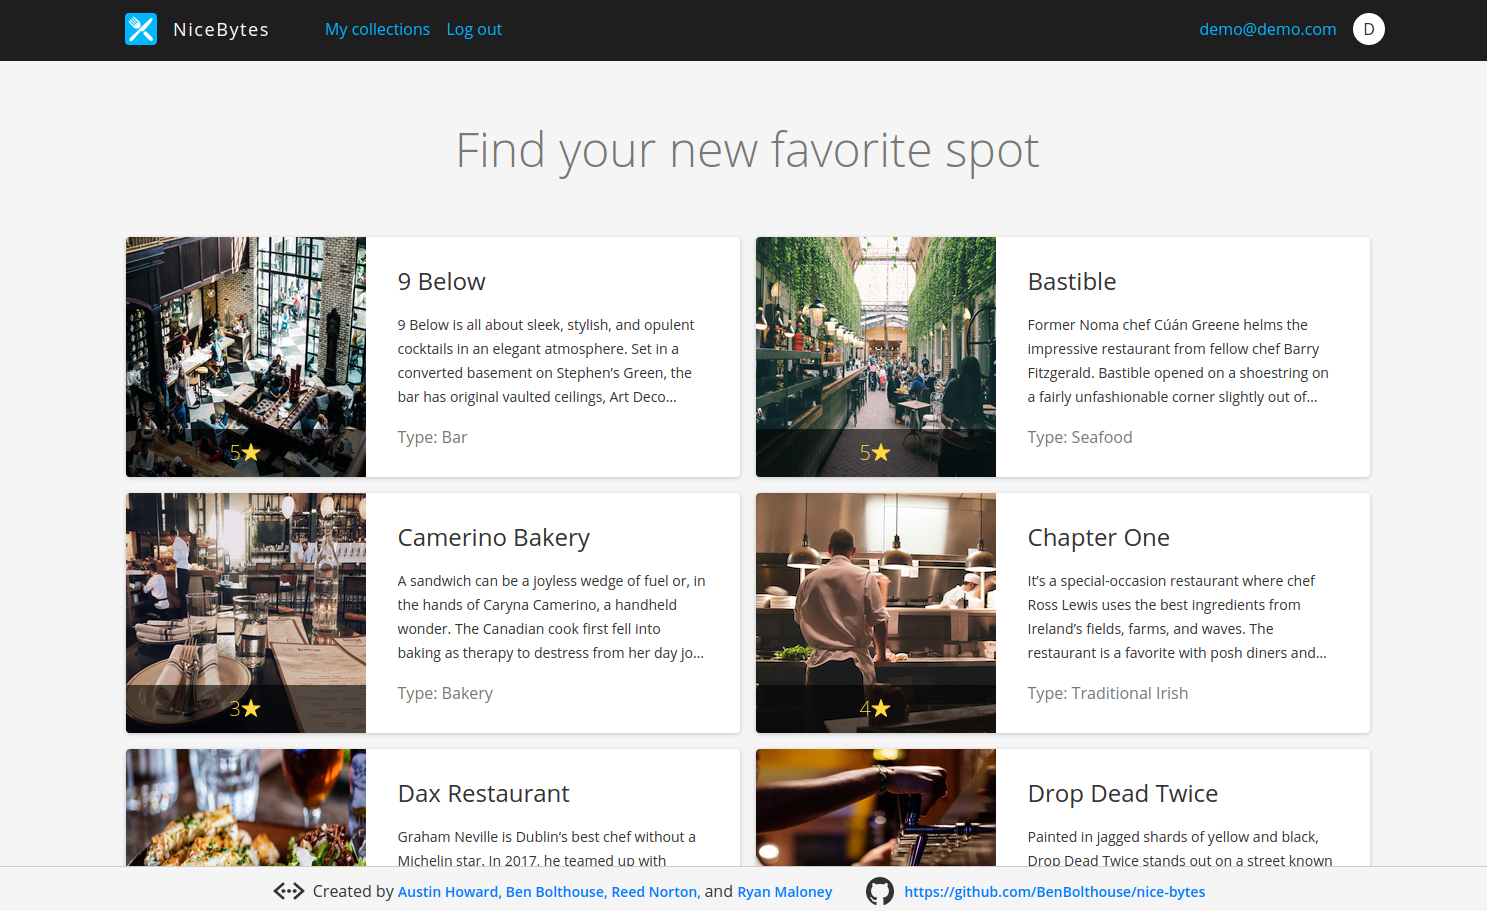 NiceBytes My collections Log out demo@demo.com D
Find your new favorite spot
9 Below
9 Below is all about sleek, stylish, and opulent
cocktails in an elegant atmosphere. Set in a
converted basement on Stephen’s Green, the
bar has original vaulted ceilings, Art Deco...
Type: Bar
5★
Bastible
Former Noma chef Cúán Greene helms the
impressive restaurant from fellow chef Barry
Fitzgerald. Bastible opened on a shoestring on
a fairly unfashionable corner slightly out of...
Type: Seafood
5★
Camerino Bakery
A sandwich can be a joyless wedge of fuel or, in
the hands of Caryna Camerino, a handheld
wonder. The Canadian cook first fell into
baking as therapy to destress from her day jo...
Type: Bakery
3★
Chapter One
It’s a special-occasion restaurant where chef
Ross Lewis uses the best ingredients from
Ireland’s fields, farms, and waves. The
restaurant is a favorite with posh diners and...
Type: Traditional Irish
4★
Dax Restaurant
Graham Neville is Dublin’s best chef without a
Michelin star. In 2017, he teamed up with
Drop Dead Twice
Painted in jagged shards of yellow and black,
Drop Dead Twice stands out on a street known
Created by Austin Howard, Ben Bolthouse, Reed Norton, and Ryan Maloney
https://github.com/BenBolthouse/nice-bytes